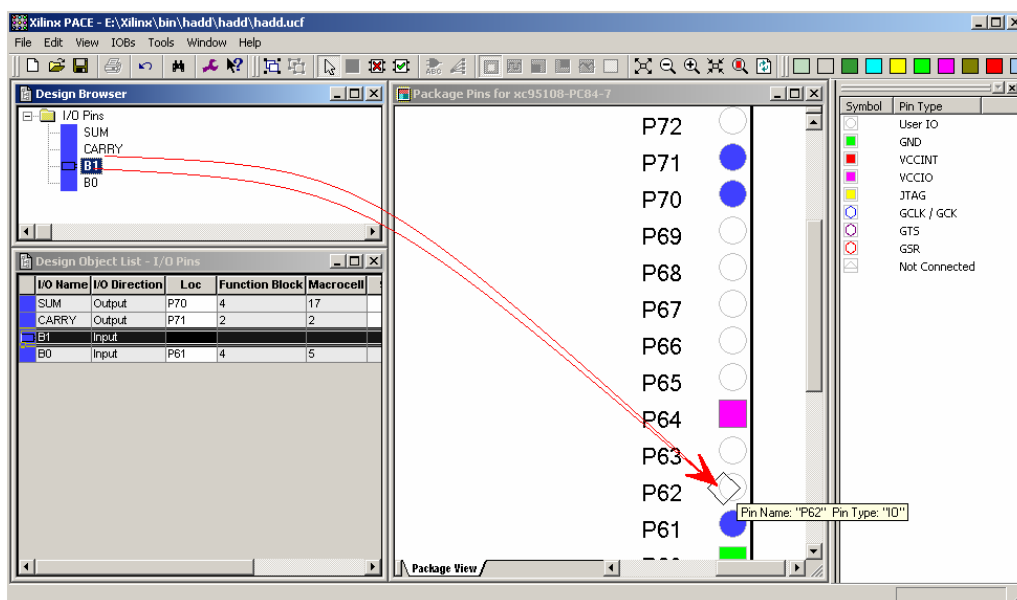 Xilinx PACE - E:\Xilinx\bin\hadd\hadd\hadd.ucf
File Edit View IOBs Tools Window Help
Design Browser
I/O Pins
SUM
CARRY
B1
B0
Design Object List - I/O Pins
I/O Name I/O Direction Loc Function Block Macrocell
SUM Output P70 4 17
CARRY Output P71 2 2
B1 Input
B0 Input P61 4 5
Package Pins for xc95108-PC84-7
P72
P71
P70
P69
P68
P67
P66
P65
P64
P63
P62
Pin Name: "P62" Pin Type: "IO"
P61
Package View
Symbol Pin Type
User IO
GND
VCCINT
VCCIO
JTAG
GCLK / GCK
GTS
GSR
Not Connected